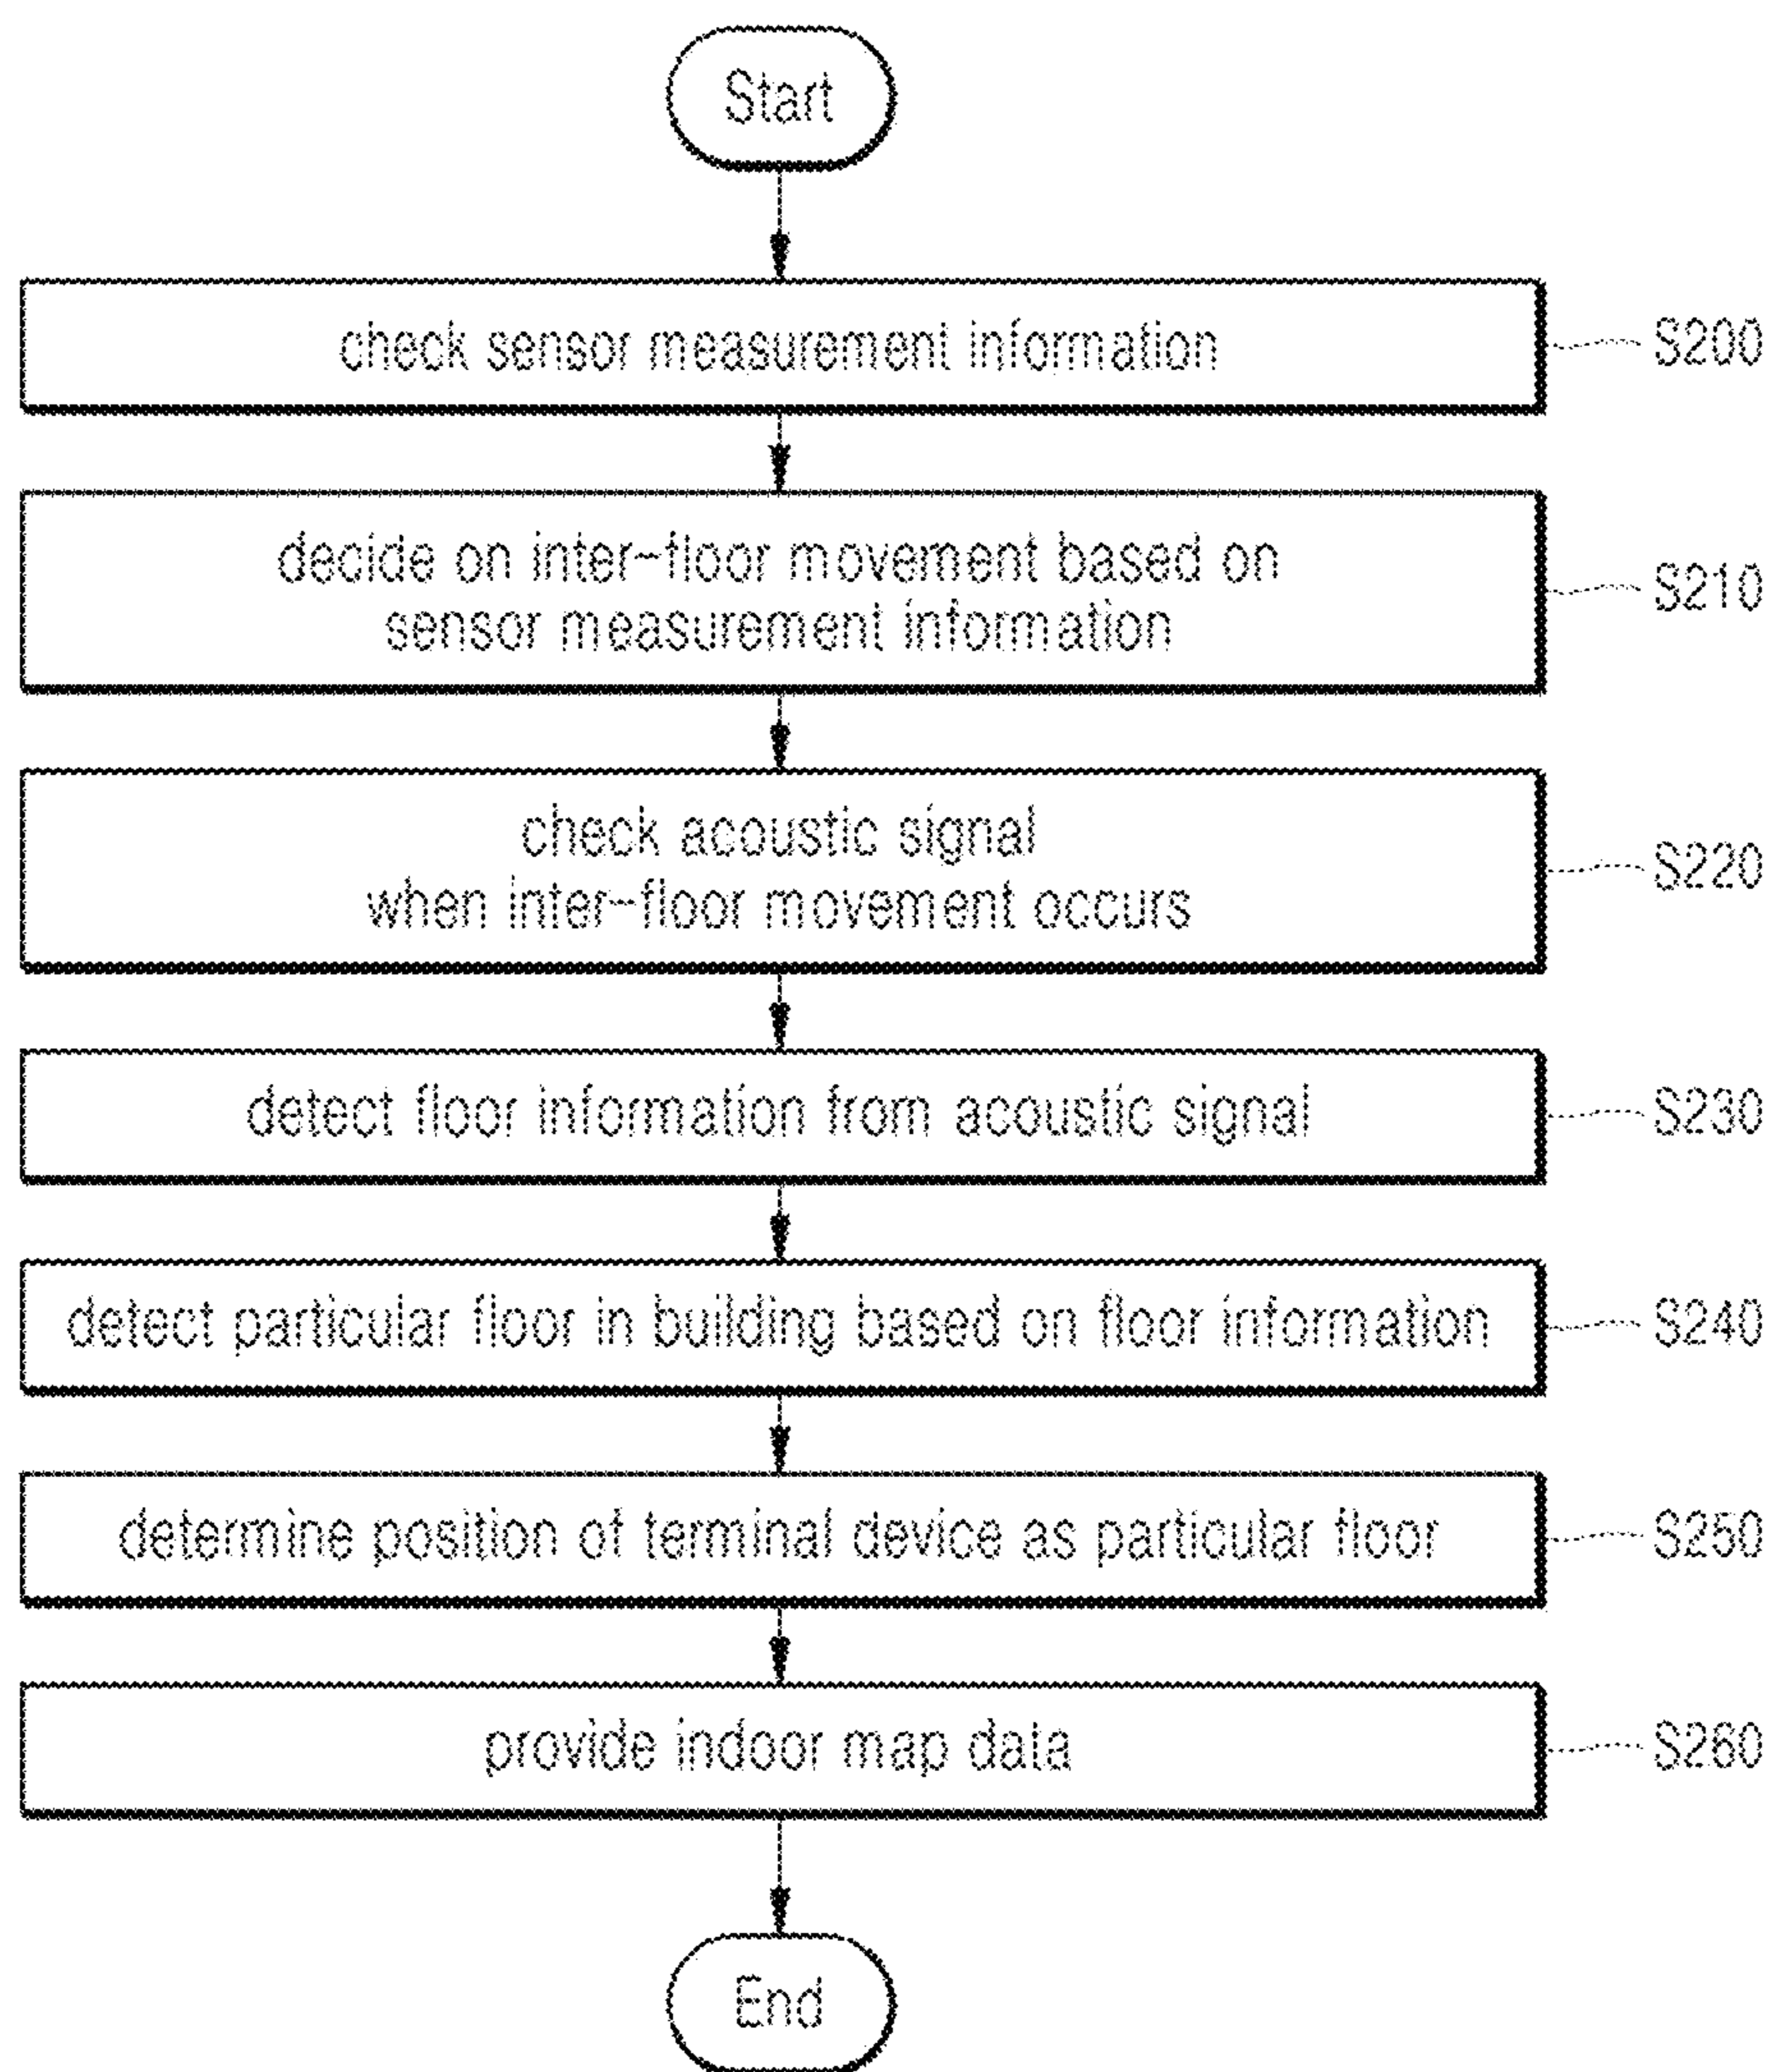 Start
check sensor measurement information
S200
decide on inter-floor movement based on
sensor measurement information
S210
check acoustic signal
when inter-floor movement occurs
S220
detect floor information from acoustic signal
S230
detect particular floor in building based on floor information
S240
determine position of terminal device as particular floor
S250
provide indoor map data
S260
End